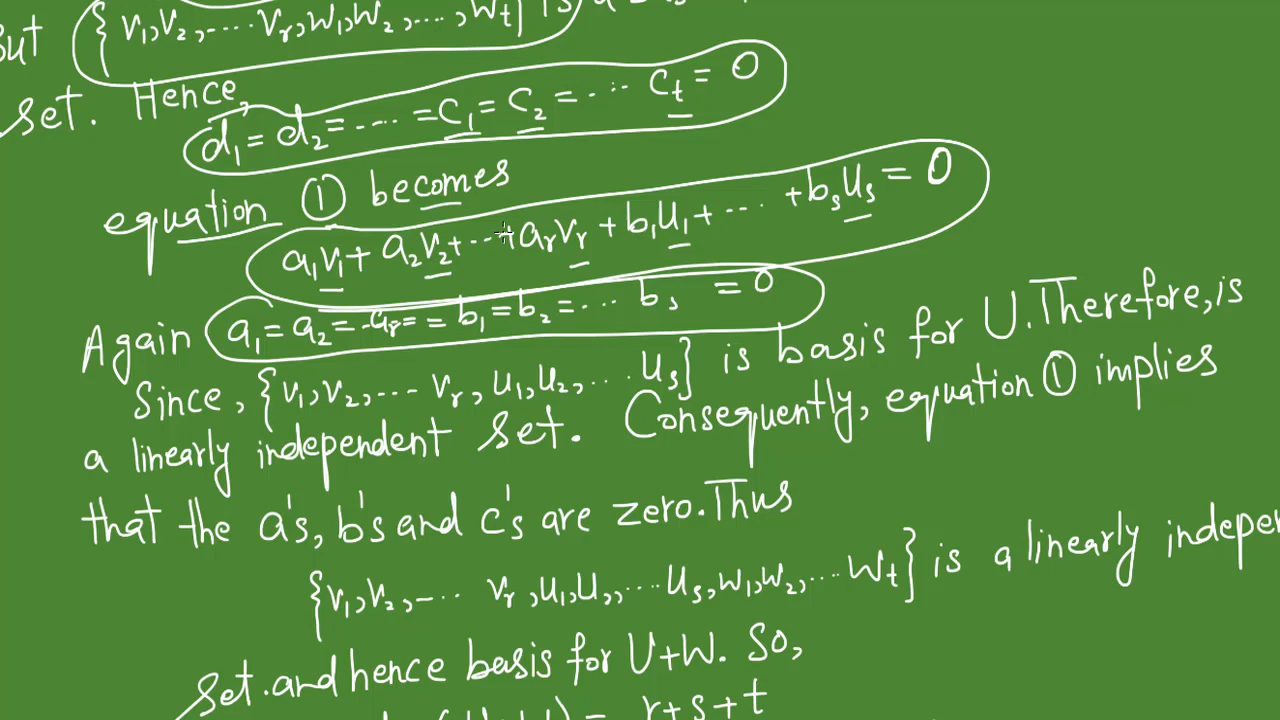 But {v₁,v₂,---- vᵣ,w₁,w₂,...,wₜ} is a
set. Hence,
d₁=d₂=----=c₁=c₂=---- cₜ=0
equation ① becomes
a₁v₁+a₂v₂+---+aᵣvᵣ+b₁u₁+----+bₛuₛ=0
Again a₁=a₂=-aᵣ==b₁=b₂=---- bₛ =0
Since, {v₁,v₂,---- vᵣ,u₁,u₂,---- uₛ} is basis for U.Therefore,is
a linearly independent set. Consequently, equation ① implies
that the a's, b's and c's are zero.Thus
{v₁,v₂,---- vᵣ,u₁,u,,....uₛ,w₁,w₂,....wₜ} is a linearly
set.and hence basis for U+W. So,
= r+s+t